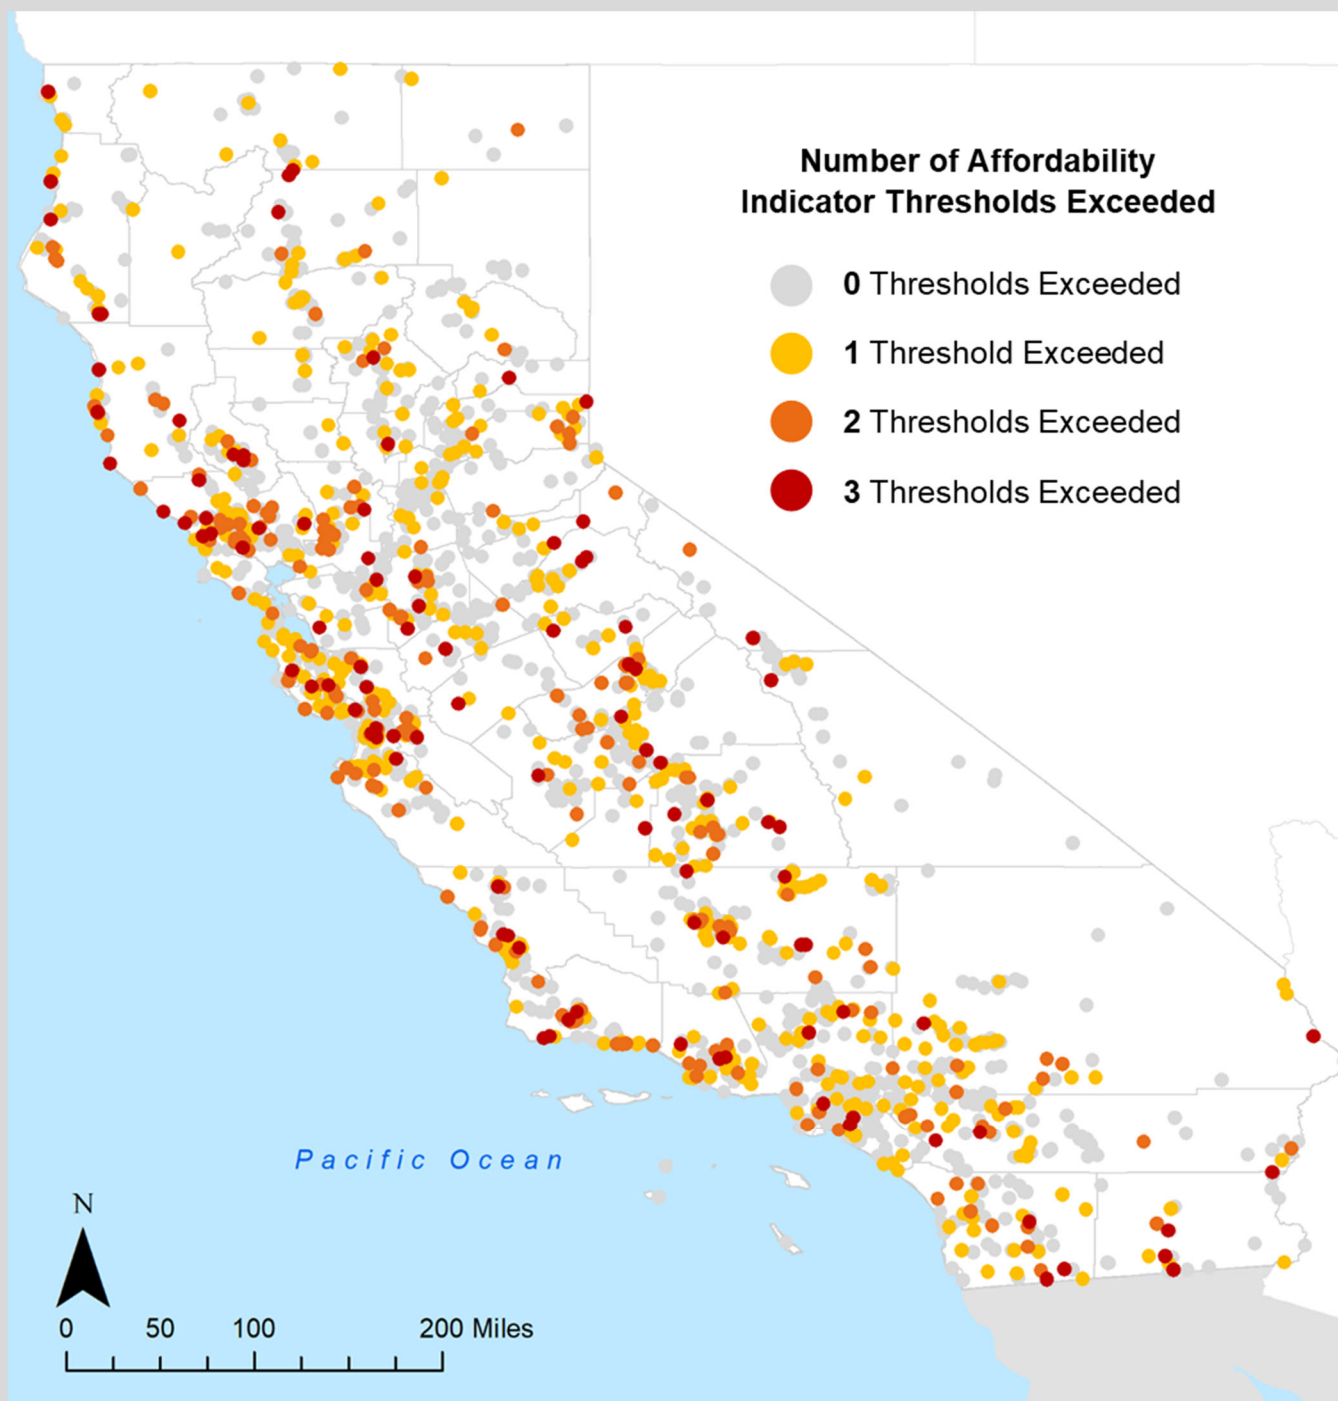 Number of Affordability
Indicator Thresholds Exceeded
0 Thresholds Exceeded
1 Threshold Exceeded
2 Thresholds Exceeded
3 Thresholds Exceeded
Pacific Ocean
N
0 50 100 200 Miles